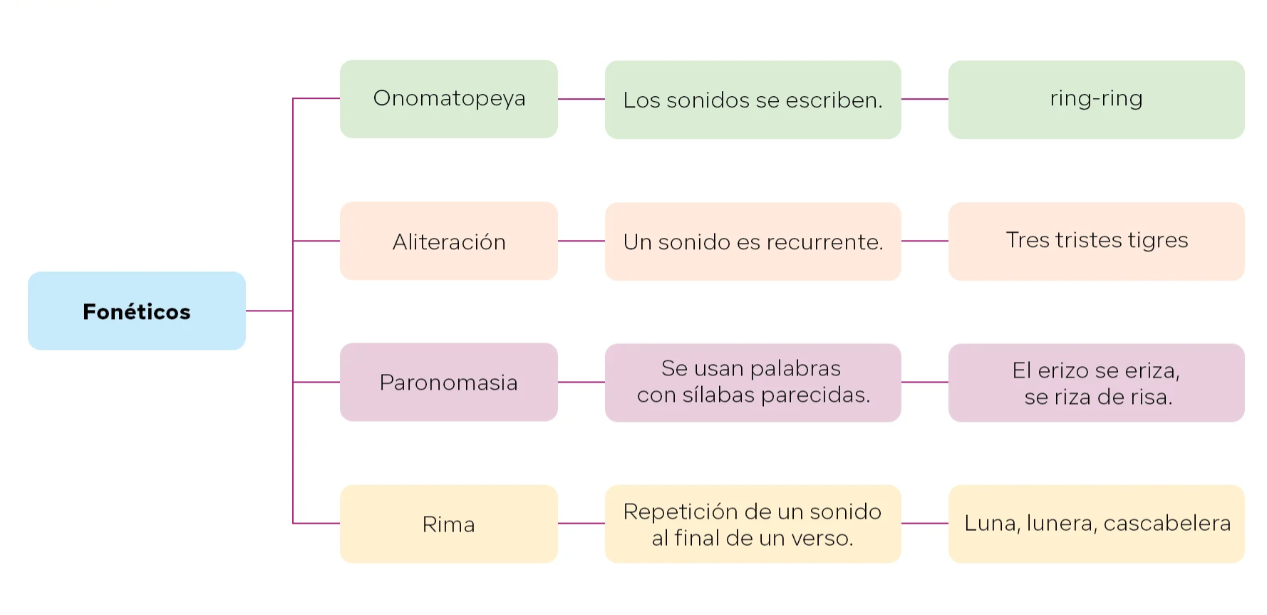 Onomatopeya
Los sonidos se escriben.
ring-ring
Aliteración
Un sonido es recurrente.
Tres tristes tigres
Fonéticos
Paronomasia
Se usan palabras
con sílabas parecidas.
El erizo se eriza,
se riza de risa.
Rima
Repetición de un sonido
al final de un verso.
Luna, lunera, cascabelera